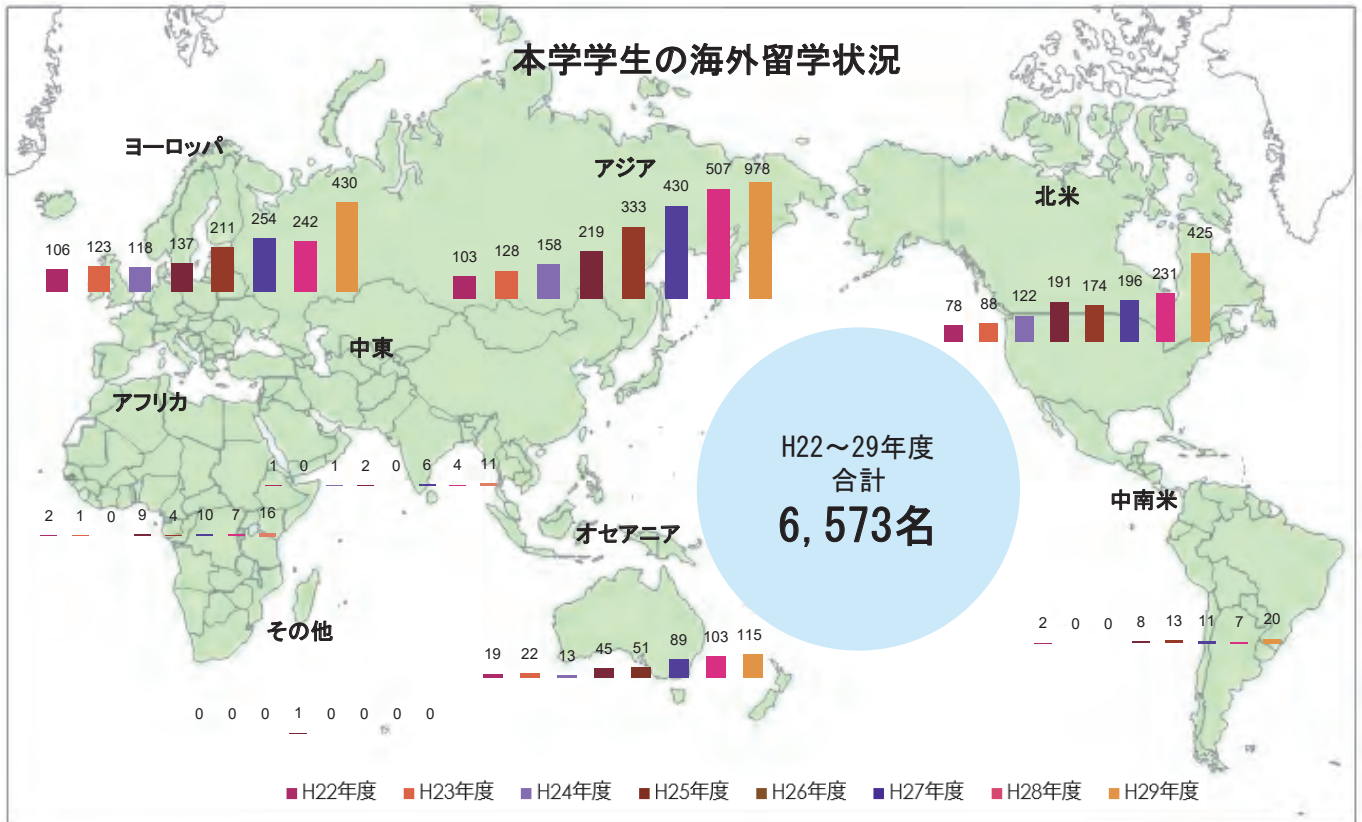 本学学生の海外留学状況
ヨーロッパ
106 123 118 137 211 254 242 430
アジア
103 128 158 219 333 430 507 978
北米
78 88 122 191 174 196 231 425
中東
1 0 1 2 0 6 4 11
アフリカ
2 1 0 9 4 10 7 16
H22～29年度
合計
6,573名
中南米
2 0 0 8 13 11 7 20
オセアニア
19 22 13 45 51 89 103 115
その他
0 0 0 1 0 0 0 0
H22年度 H23年度 H24年度 H25年度 H26年度 H27年度 H28年度 H29年度